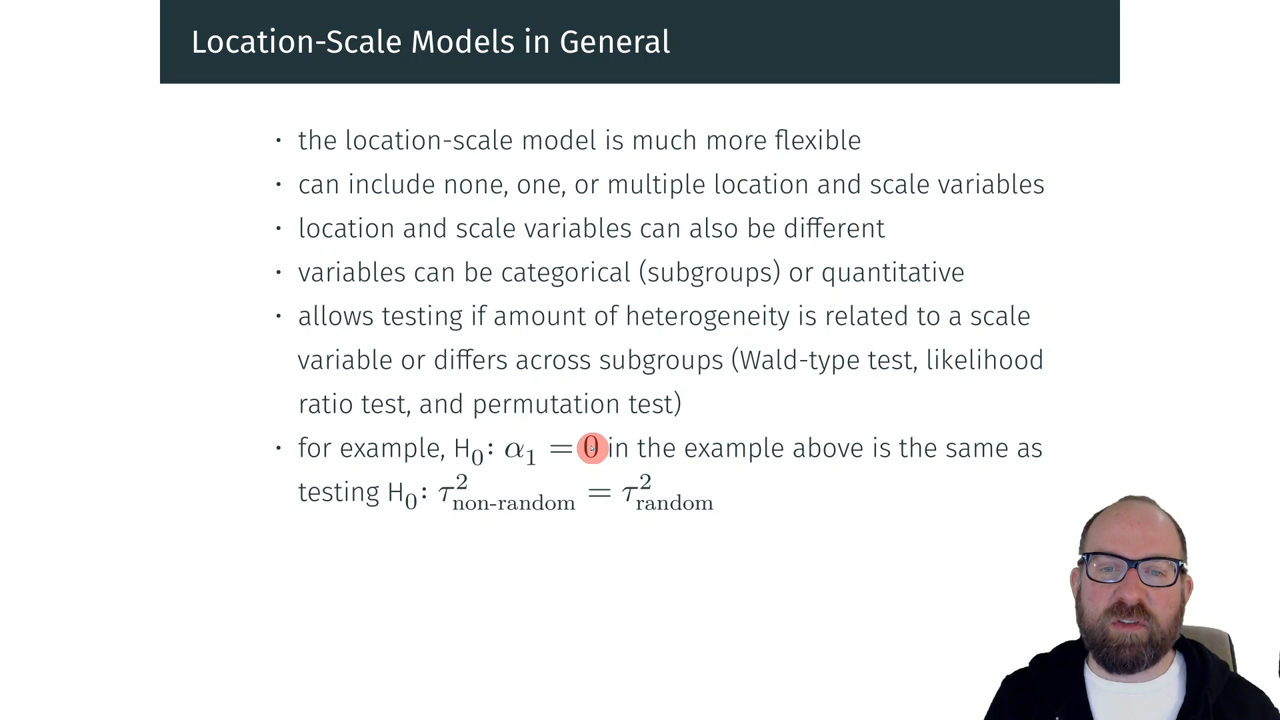 Location-Scale Models in General
· the location-scale model is much more flexible
· can include none, one, or multiple location and scale variables
· location and scale variables can also be different
· variables can be categorical (subgroups) or quantitative
· allows testing if amount of heterogeneity is related to a scale
variable or differs across subgroups (Wald-type test, likelihood
ratio test, and permutation test)
· for example, H₀: α₁ = 0 in the example above is the same as
testing H₀: τ²non-random = τ²random